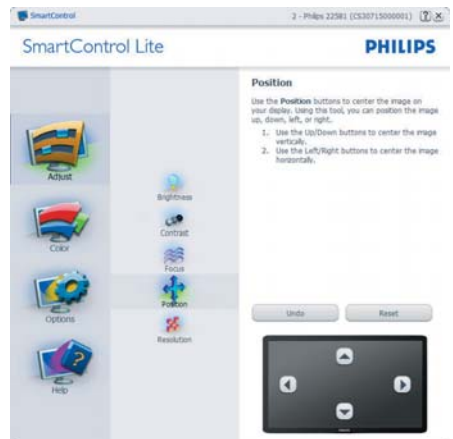 SmartControl
2 - Philips 225B1 (CS30715000001)
SmartControl Lite
PHILIPS
Adjust
Color
Options
Help
Brightness
Contrast
Focus
Position
Resolution
Position
Use the Position buttons to center the image on
your display. Using this tool, you can position the image
up, down, left, or right.
1. Use the Up/Down buttons to center the image
vertically.
2. Use the Left/Right buttons to center the image
horizontally.
Undo
Reset